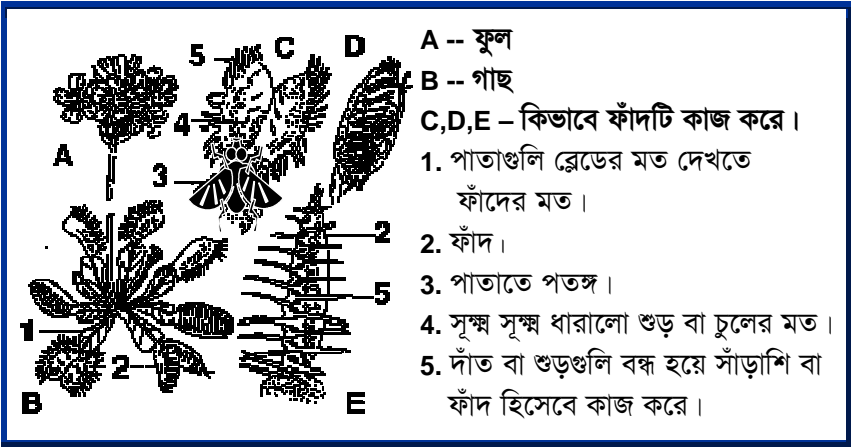 5 C D
4
A
3
2
5
1
2
B E
A -- ফুল
B -- গাছ
C,D,E – কিভাবে ফাঁদটি কাজ করে।
1. পাতাগুলি ব্লেডের মত দেখতে
ফাঁদের মত।
2. ফাঁদ।
3. পাতাতে পতঙ্গ।
4. সূক্ষ্ম সূক্ষ্ম ধারালো শুড় বা চুলের মত।
5. দাঁত বা শুড়গুলি বন্ধ হয়ে সাঁড়াশি বা
ফাঁদ হিসেবে কাজ করে।